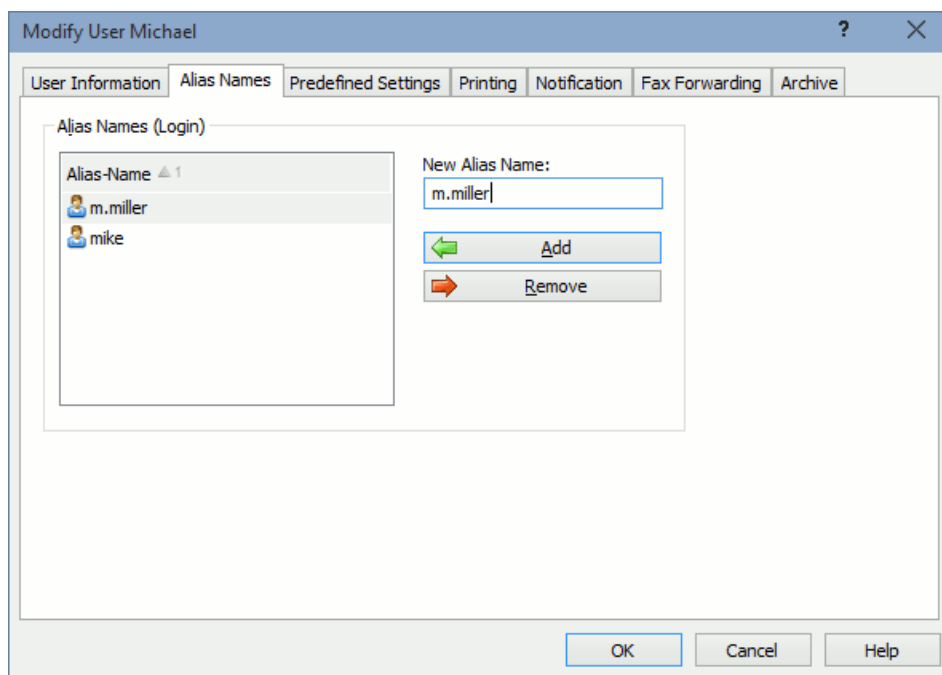 Modify User Michael ?
User Information Alias Names Predefined Settings Printing Notification Fax Forwarding Archive
Alias Names (Login)
Alias-Name 1
m.miller
mike
New Alias Name:
m.miller
Add
Remove
OK Cancel Help